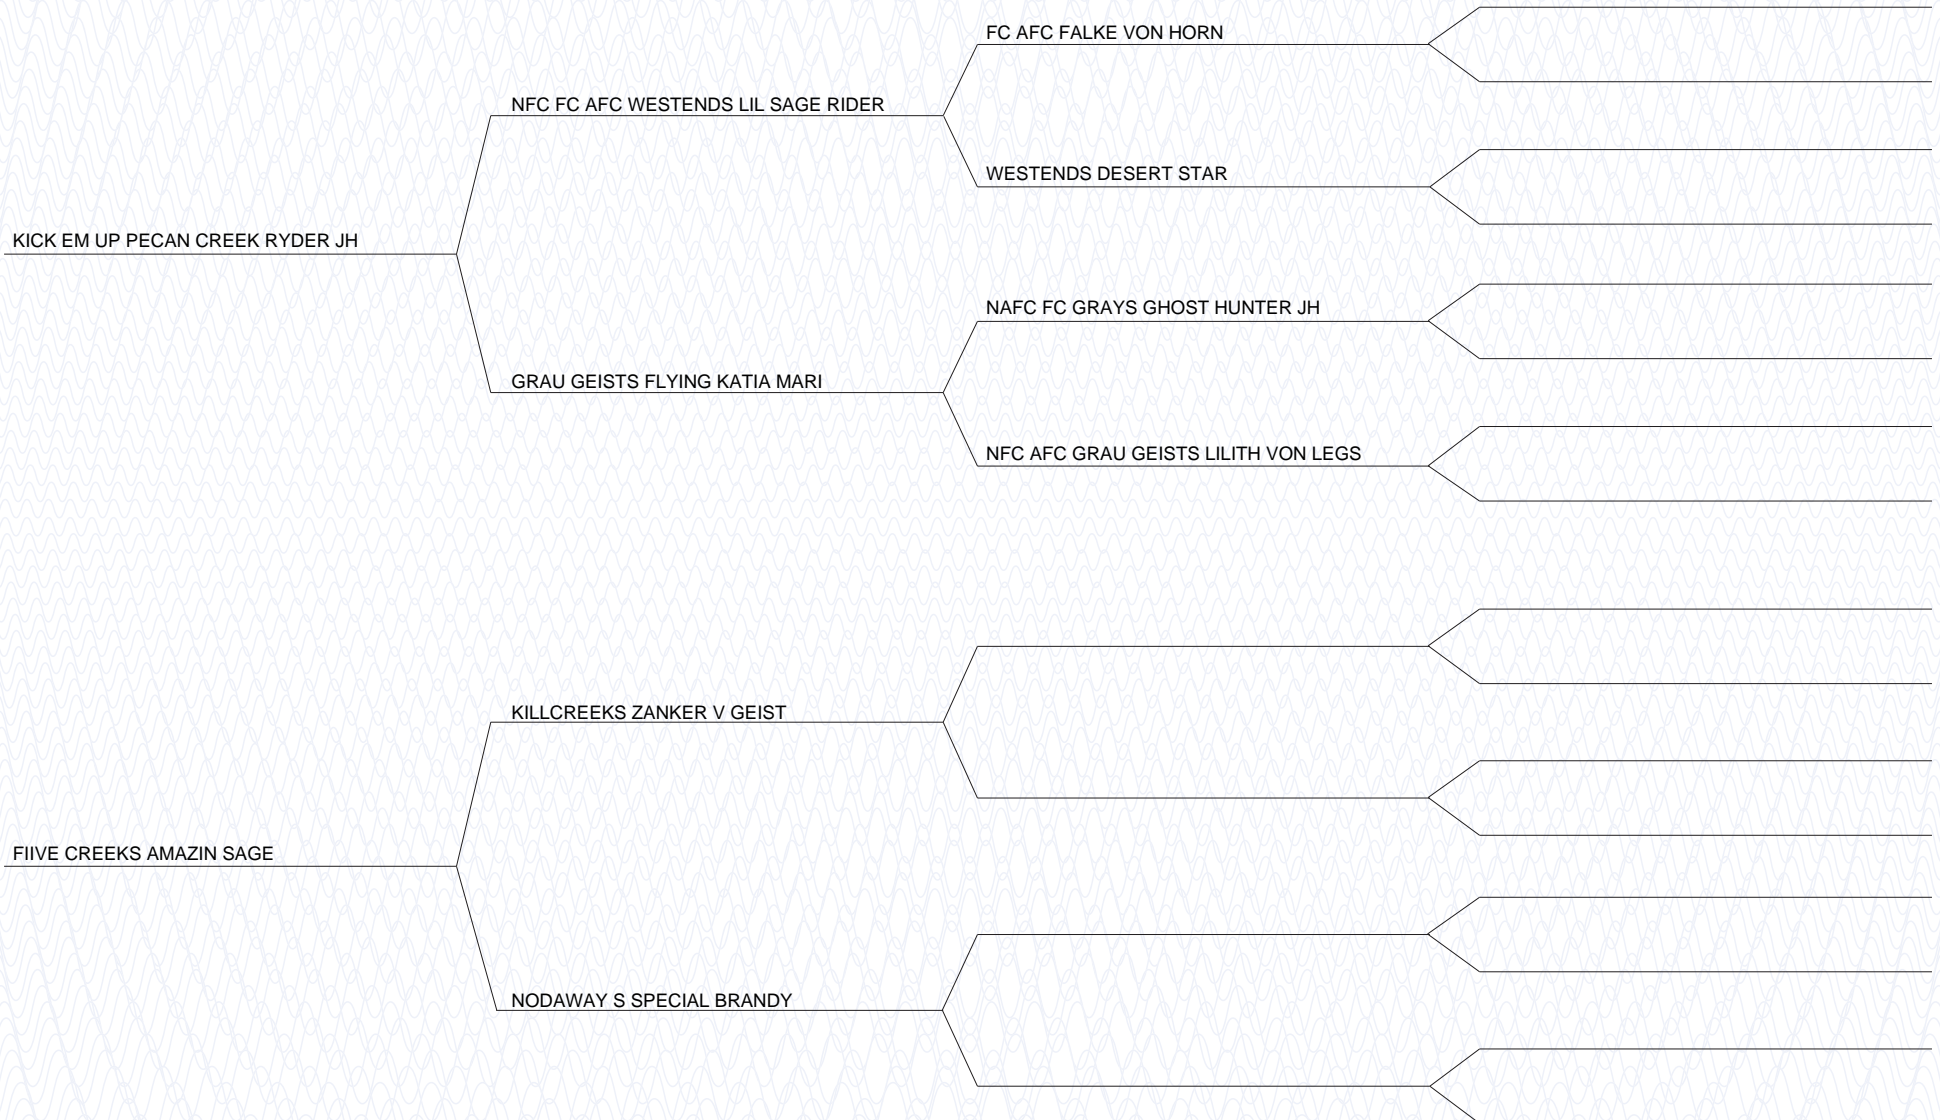 FC AFC FALKE VON HORN
NFC FC AFC WESTENDS LIL SAGE RIDER
WESTENDS DESERT STAR
KICK EM UP PECAN CREEK RYDER JH
NAFC FC GRAYS GHOST HUNTER JH
GRAU GEISTS FLYING KATIA MARI
NFC AFC GRAU GEISTS LILITH VON LEGS
KILLCREEKS ZANKER V GEIST
FIIVE CREEKS AMAZIN SAGE
NODAWAY S SPECIAL BRANDY